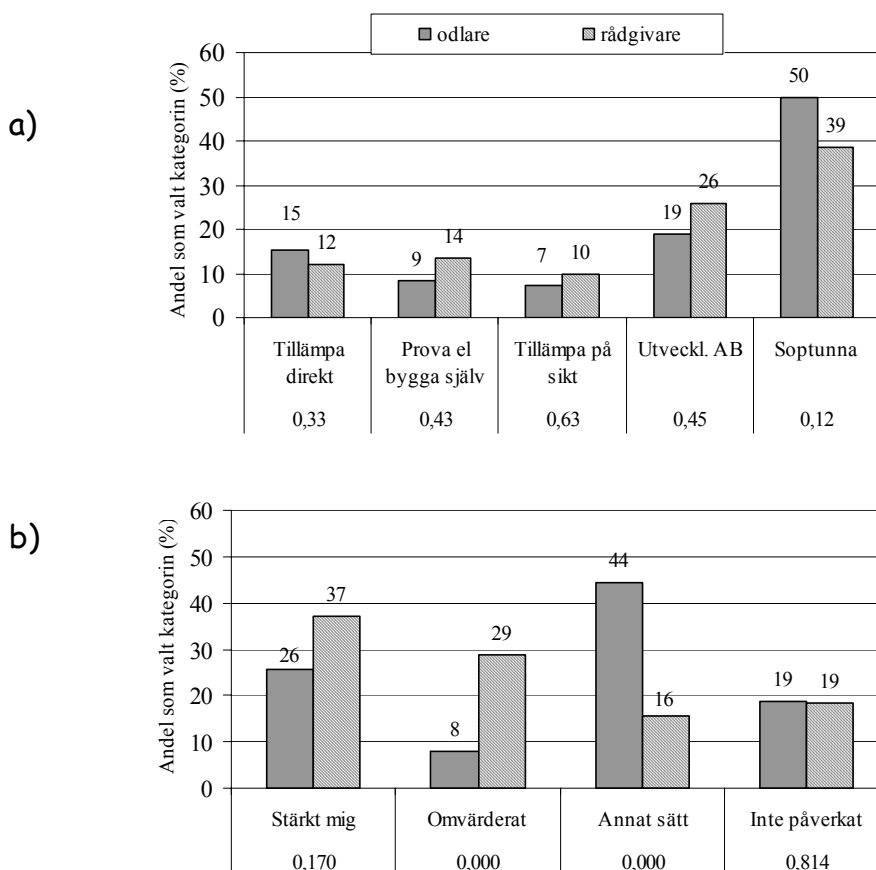 odlare rådgivare
a)
Andel som valt kategorin (%)
60
50
40
30
20
10
0
15 12 9 14 7 10 19 26 50 39
Tillämpa direkt
Prova el bygga själv
Tillämpa på sikt
Utveckl. AB
Soptunna
0,33 0,43 0,63 0,45 0,12
b)
Andel som valt kategorin (%)
60
50
40
30
20
10
0
26 37 8 29 44 16 19 19
Stärkt mig Omvärderat Annat sätt Inte påverkat
0,170 0,000 0,000 0,814